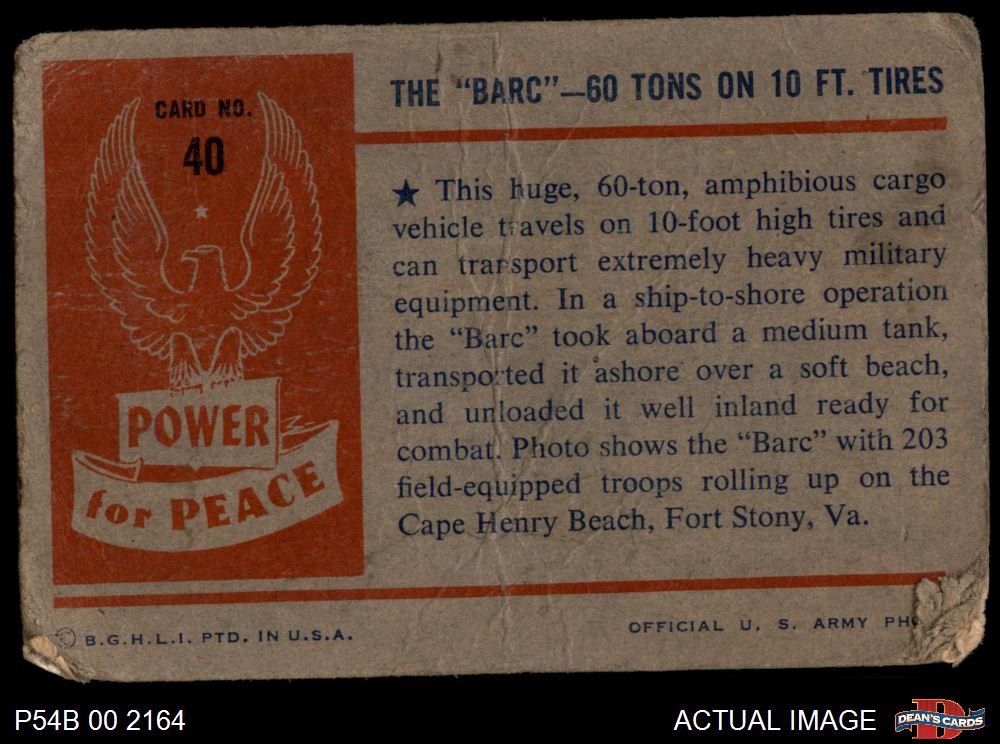 CARD NO.
40
POWER
for PEACE
THE “BARC”—60 TONS ON 10 FT. TIRES
★ This huge, 60-ton, amphibious cargo
vehicle travels on 10-foot high tires and
can transport extremely heavy military
equipment. In a ship-to-shore operation
the “Barc” took aboard a medium tank,
transported it ashore over a soft beach,
and unloaded it well inland ready for
combat. Photo shows the “Barc” with 203
field-equipped troops rolling up on the
Cape Henry Beach, Fort Stony, Va.
© B.G.H.L.I. PTD. IN U.S.A.
OFFICIAL U. S. ARMY PHO
P54B 00 2164
ACTUAL IMAGE
D
DEAN'S CARDS